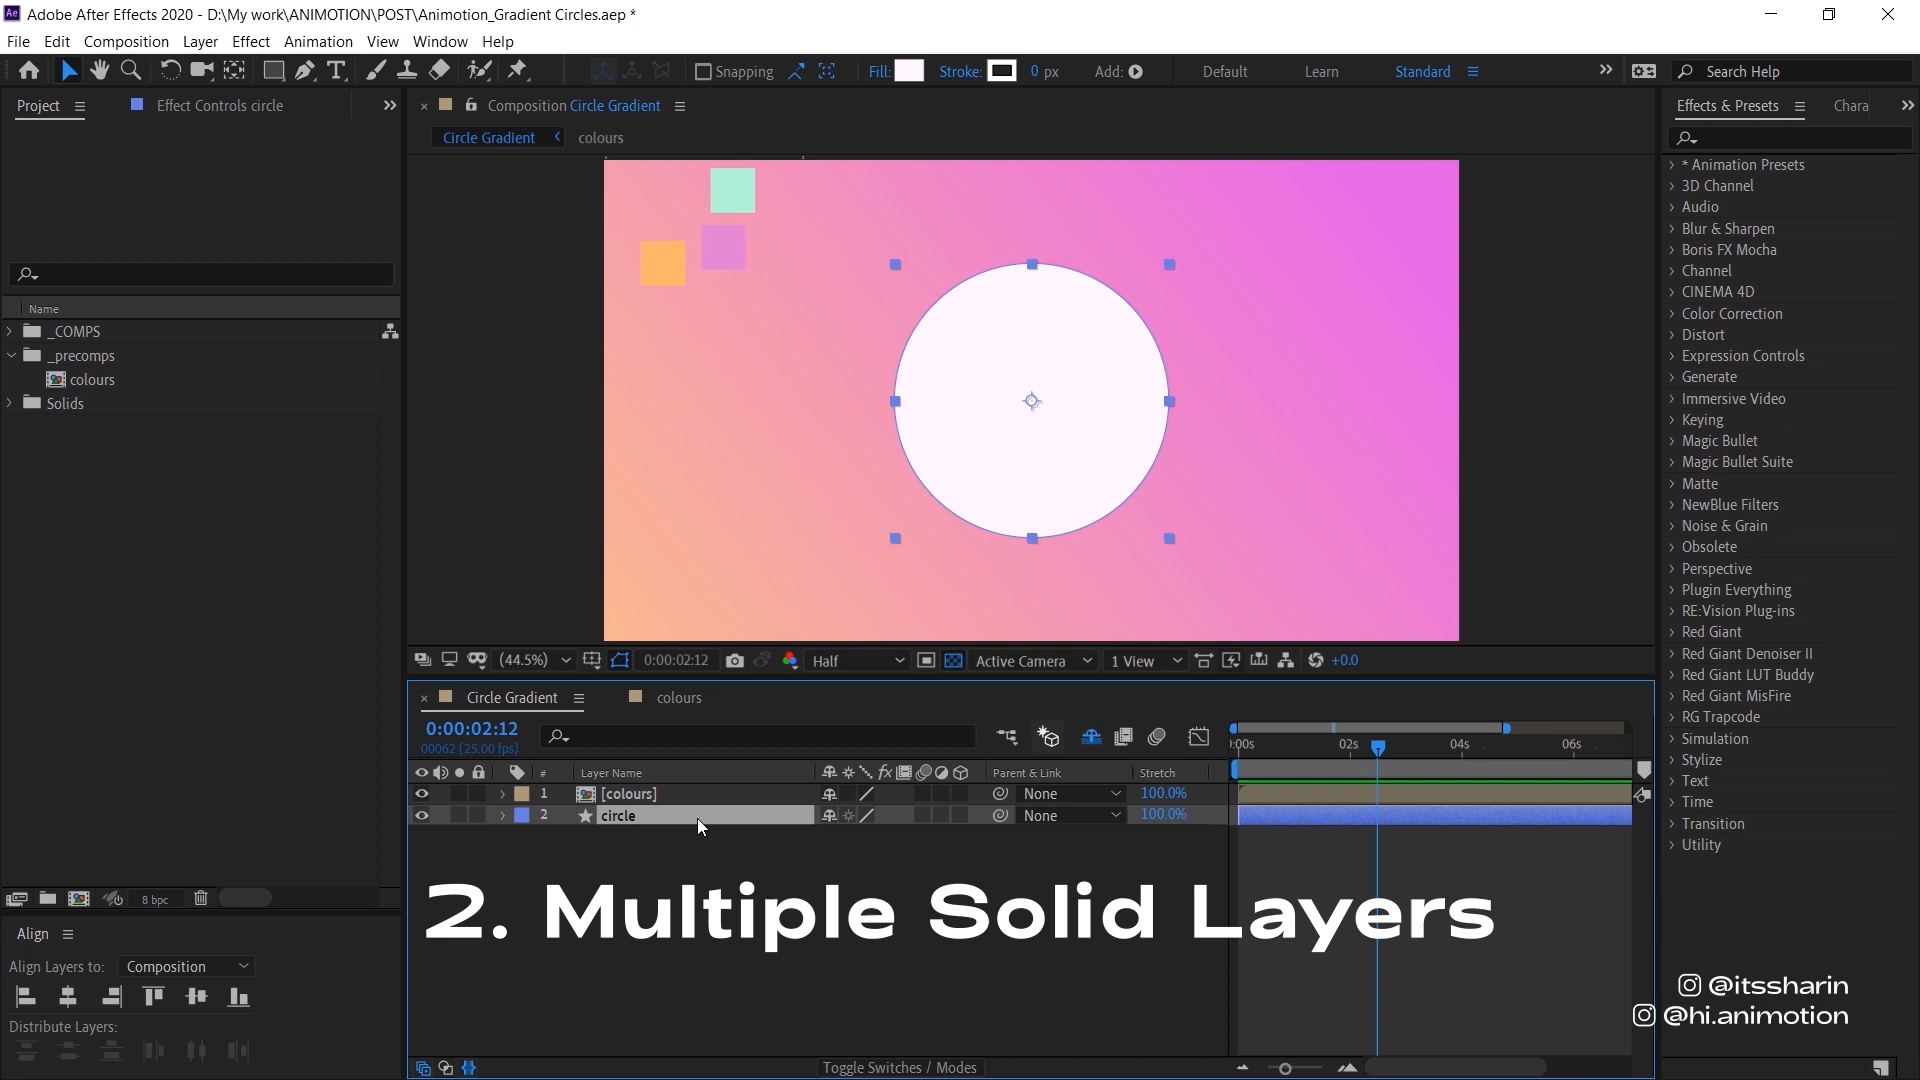 Adobe After Effects 2020 - D:\My work\ANIMOTION\POST\Animotion_Gradient Circles.aep *
File Edit Composition Layer Effect Animation View Window Help
Snapping Fill: Stroke: 0 px Add: Default Learn Standard Search Help
Project Effect Controls circle
Composition Circle Gradient
Effects & Presets Chara
Circle Gradient colours
Name
_COMPS
_precomps
colours
Solids
* Animation Presets
3D Channel
Audio
Blur & Sharpen
Boris FX Mocha
Channel
CINEMA 4D
Color Correction
Distort
Expression Controls
Generate
Immersive Video
Keying
Magic Bullet
Magic Bullet Suite
Matte
NewBlue Filters
Noise & Grain
Obsolete
Perspective
Plugin Everything
RE:Vision Plug-ins
Red Giant
Red Giant Denoiser II
Red Giant LUT Buddy
Red Giant MisFire
RG Trapcode
Simulation
Stylize
Text
Time
Transition
Utility
(44.5%) 0:00:02:12 Half Active Camera 1 View +0.0
Circle Gradient colours
0:00:02:12
00062 (25.00 fps)
:00s 02s 04s 06s
# Layer Name fx Parent & Link Stretch
1 [colours] None 100.0%
2 circle None 100.0%
2. Multiple Solid Layers
8 bpc
Align
Align Layers to: Composition
Distribute Layers:
Toggle Switches / Modes
@itssharin
@hi.animotion